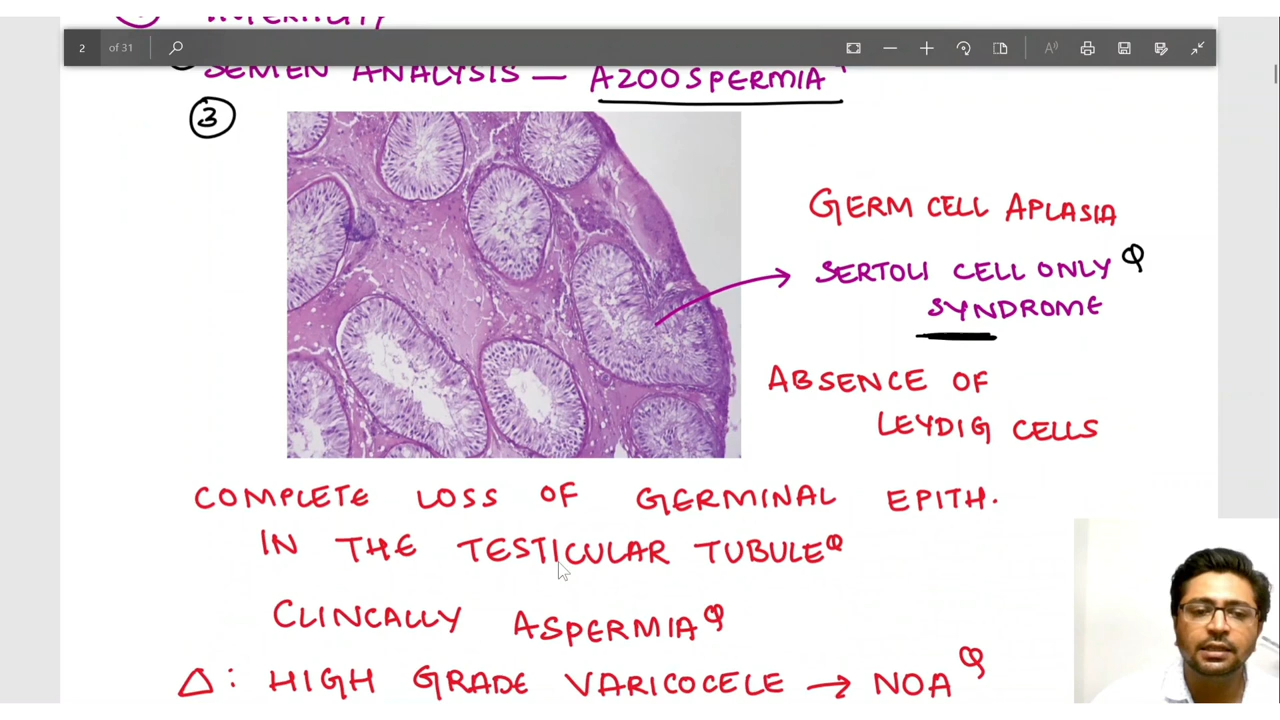 INFERTILITY
2 of 31
SEMEN ANALYSIS — AZOOSPERMIA
3
GERM CELL APLASIA
SERTOLI CELL ONLY
SYNDROME
ABSENCE OF
LEYDIG CELLS
COMPLETE LOSS OF GERMINAL EPITH.
IN THE TESTICULAR TUBULE
CLINCALLY ASPERMIA
Δ: HIGH GRADE VARICOCELE → NOA